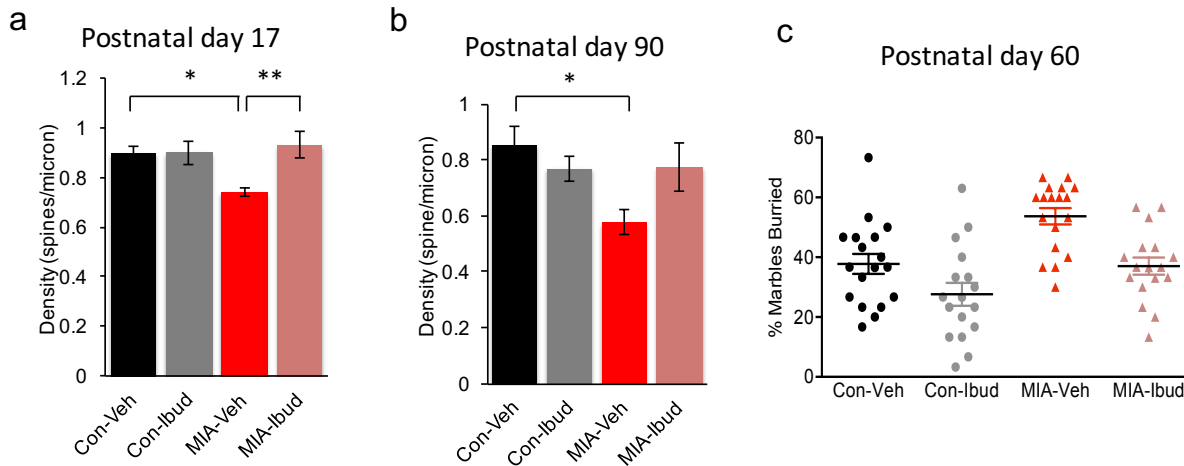 a
Postnatal day 17
Density (spines/micron)
1.2
1
0.8
0.6
0.4
0.2
0
*
**
Con-Veh
Con-Ibud
MIA-Veh
MIA-Ibud
b
Postnatal day 90
Density (spine/micron)
1
0.8
0.6
0.4
0.2
0
*
Con-Veh
Con-Ibud
MIA-Veh
MIA-Ibud
c
Postnatal day 60
% Marbles Burried
80
60
40
20
0
Con-Veh
Con-Ibud
MIA-Veh
MIA-Ibud